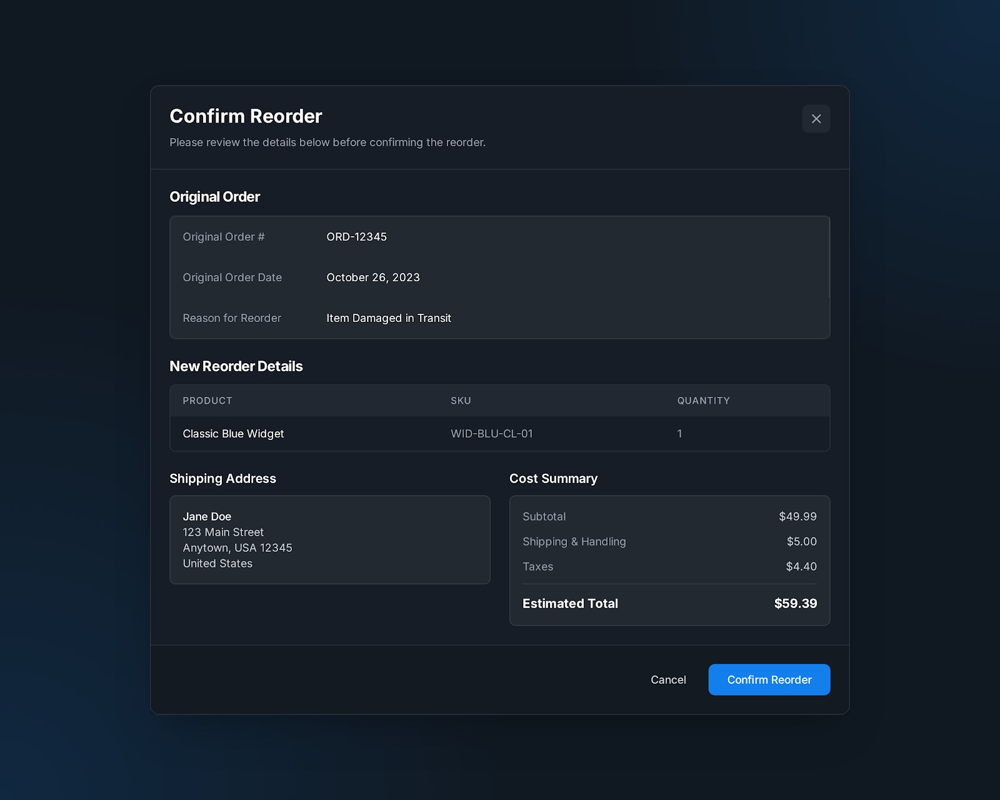 Confirm Reorder
Please review the details below before confirming the reorder.
Original Order
Original Order # ORD-12345
Original Order Date October 26, 2023
Reason for Reorder Item Damaged in Transit
New Reorder Details
PRODUCT SKU QUANTITY
Classic Blue Widget WID-BLU-CL-01 1
Shipping Address
Jane Doe
123 Main Street
Anytown, USA 12345
United States
Cost Summary
Subtotal $49.99
Shipping & Handling $5.00
Taxes $4.40
Estimated Total $59.39
Cancel Confirm Reorder